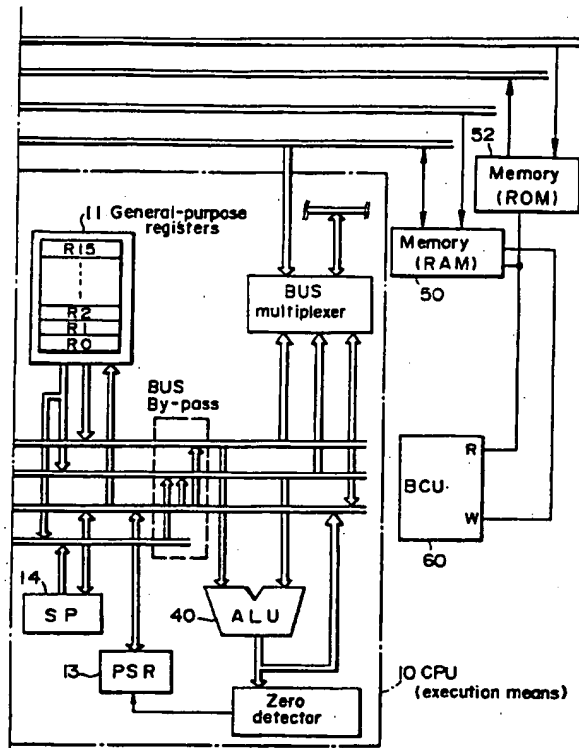 52
Memory
(ROM)
11 General-purpose
registers
R15
R2
R1
R0
Memory
(RAM)
50
BUS
multiplexer
BUS
By-pass
R
BCU
W
60
14
SP
40
ALU
13
PSR
10 CPU
(execution means)
Zero
detector